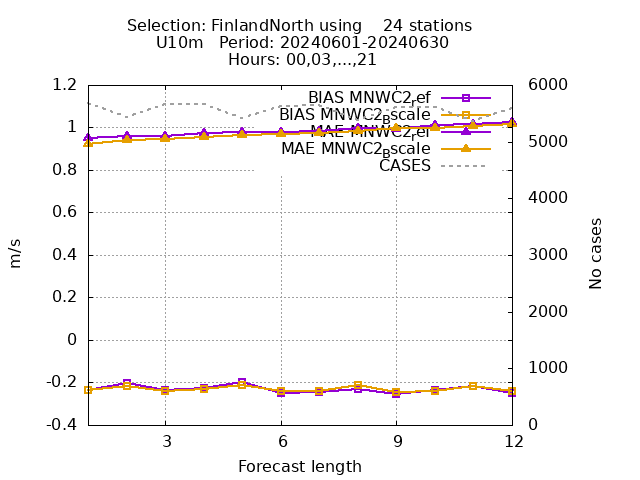 Selection: FinlandNorth using 24 stations
U10m Period: 20240601-20240630
Hours: 00,03,...,21
1.2
1
0.8
0.6
0.4
0.2
0
-0.2
-0.4
6000
5000
4000
3000
2000
1000
0
BIAS MNWC2_ref
BIAS MNWC2_Bscale
MAE MNWC2_ref
MAE MNWC2_Bscale
CASES
m/s
No cases
3
6
9
12
Forecast length